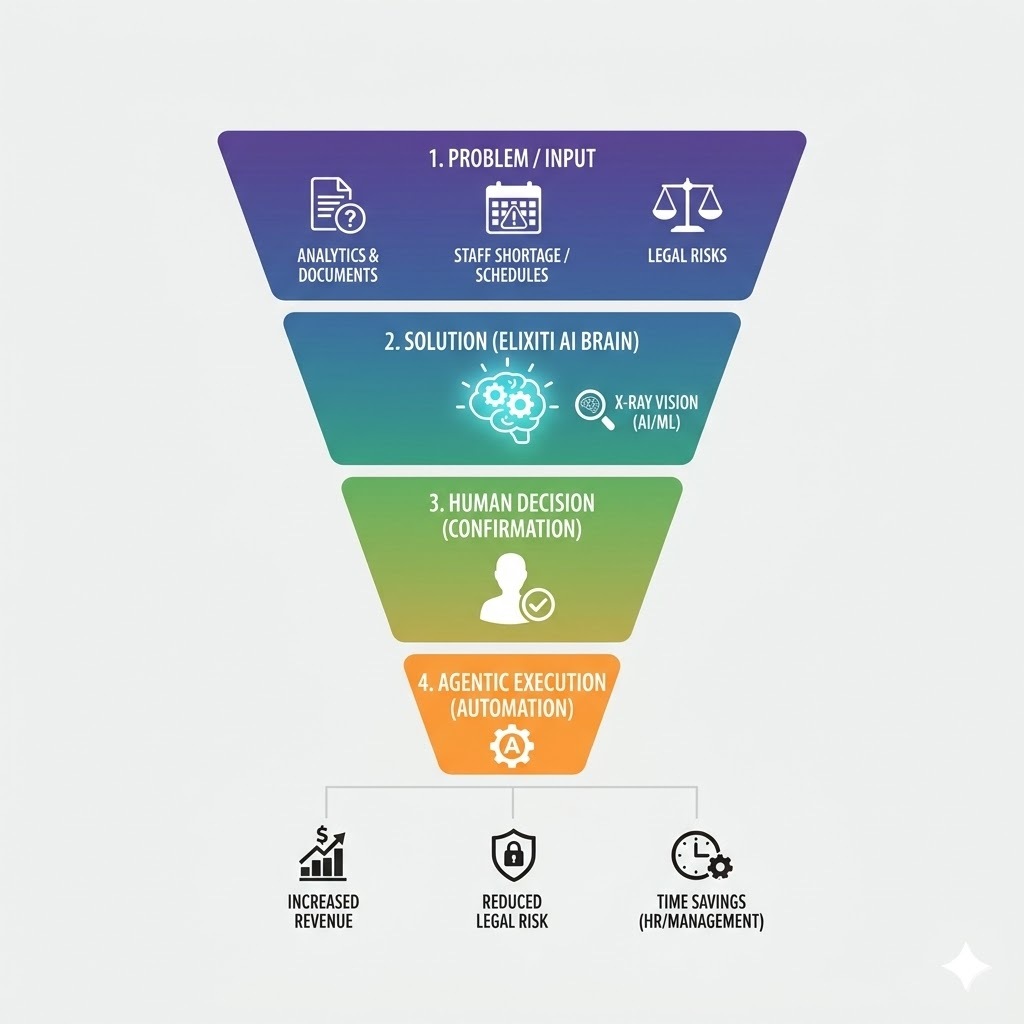 1. PROBLEM / INPUT
?
ANALYTICS &
DOCUMENTS
STAFF SHORTAGE /
SCHEDULES
LEGAL RISKS
2. SOLUTION (ELIXITI AI BRAIN)
X-RAY VISION
(AI/ML)
3. HUMAN DECISION
(CONFIRMATION)
4. AGENTIC EXECUTION
(AUTOMATION)
A
$
INCREASED
REVENUE
REDUCED
LEGAL RISK
TIME SAVINGS
(HR/MANAGEMENT)